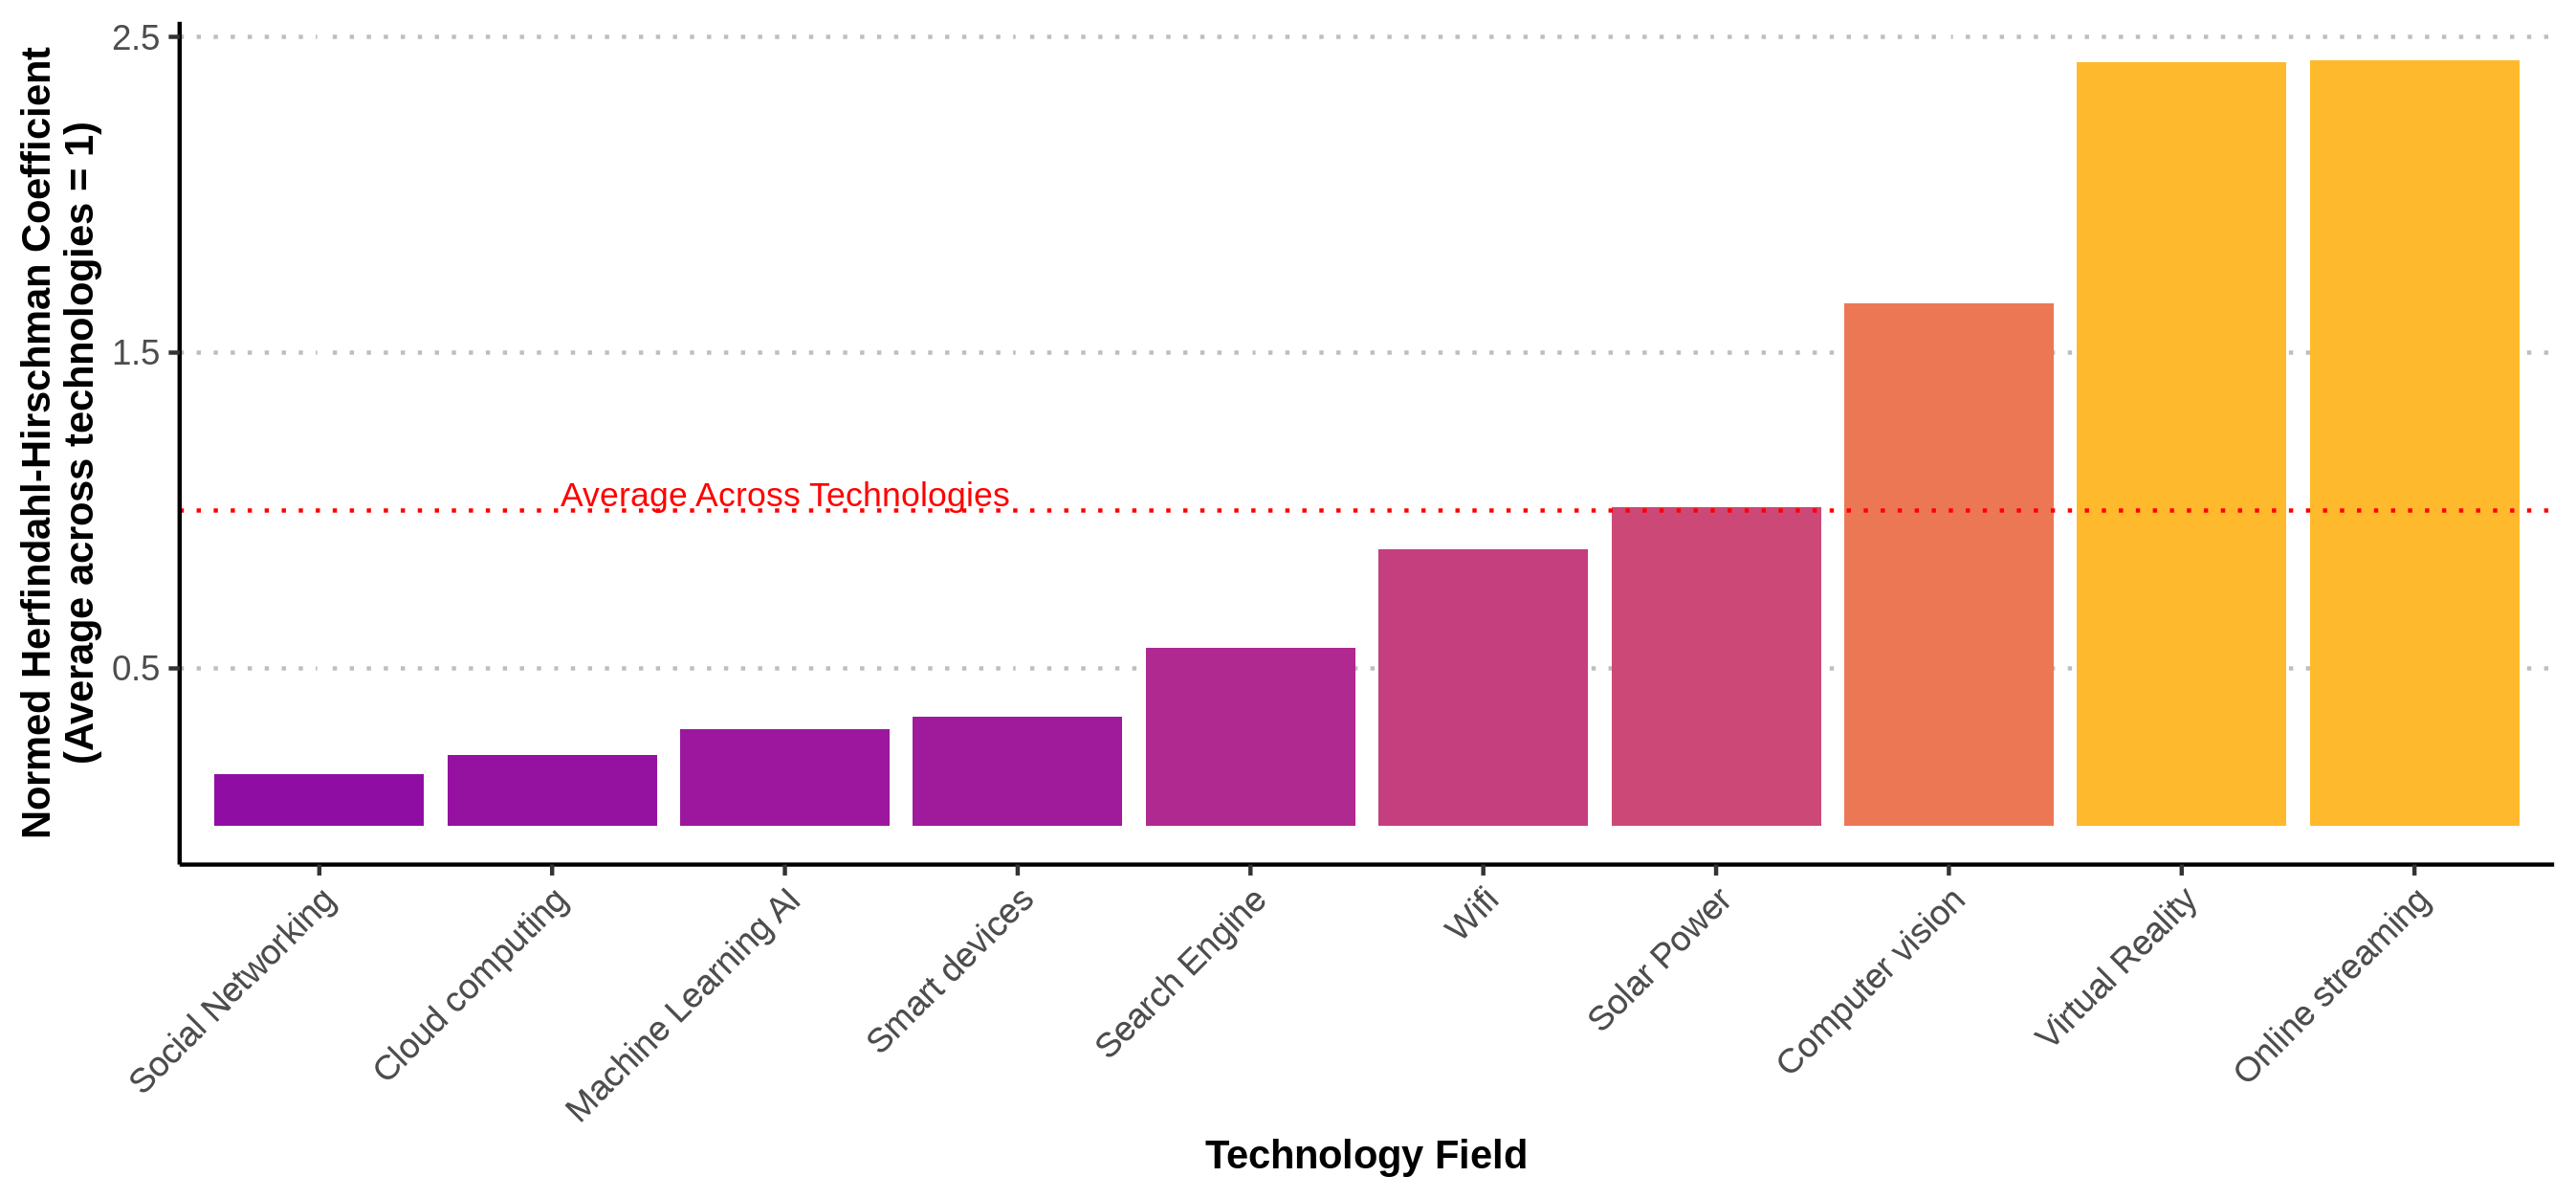 Normed Herfindahl-Hirschman Coefficient
(Average across technologies = 1)
2.5
1.5
0.5
Average Across Technologies
Social Networking
Cloud computing
Machine Learning AI
Smart devices
Search Engine
Wifi
Solar Power
Computer vision
Virtual Reality
Online streaming
Technology Field